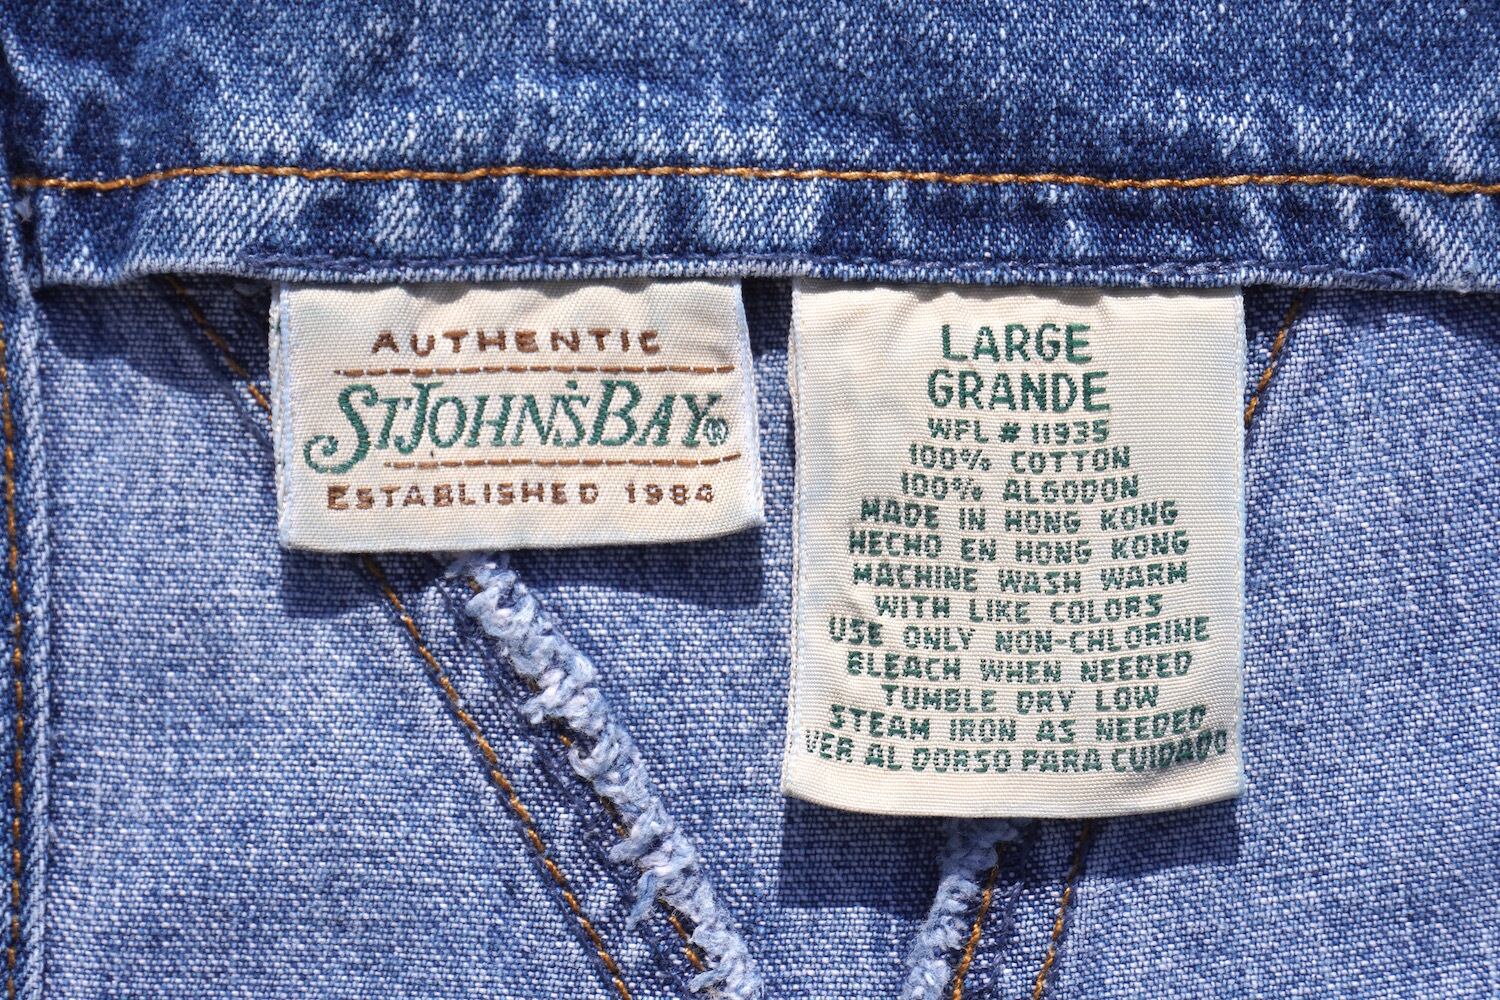 AUTHENTIC
ST. JOHN'S BAY®
ESTABLISHED 1984
LARGE
GRANDE
WPL # 11935
100% COTTON
100% ALGODON
MADE IN HONG KONG
HECHO EN HONG KONG
MACHINE WASH WARM
WITH LIKE COLORS
USE ONLY NON-CHLORINE
BLEACH WHEN NEEDED
TUMBLE DRY LOW
STEAM IRON AS NEEDED
VER AL DORSO PARA CUIDADO